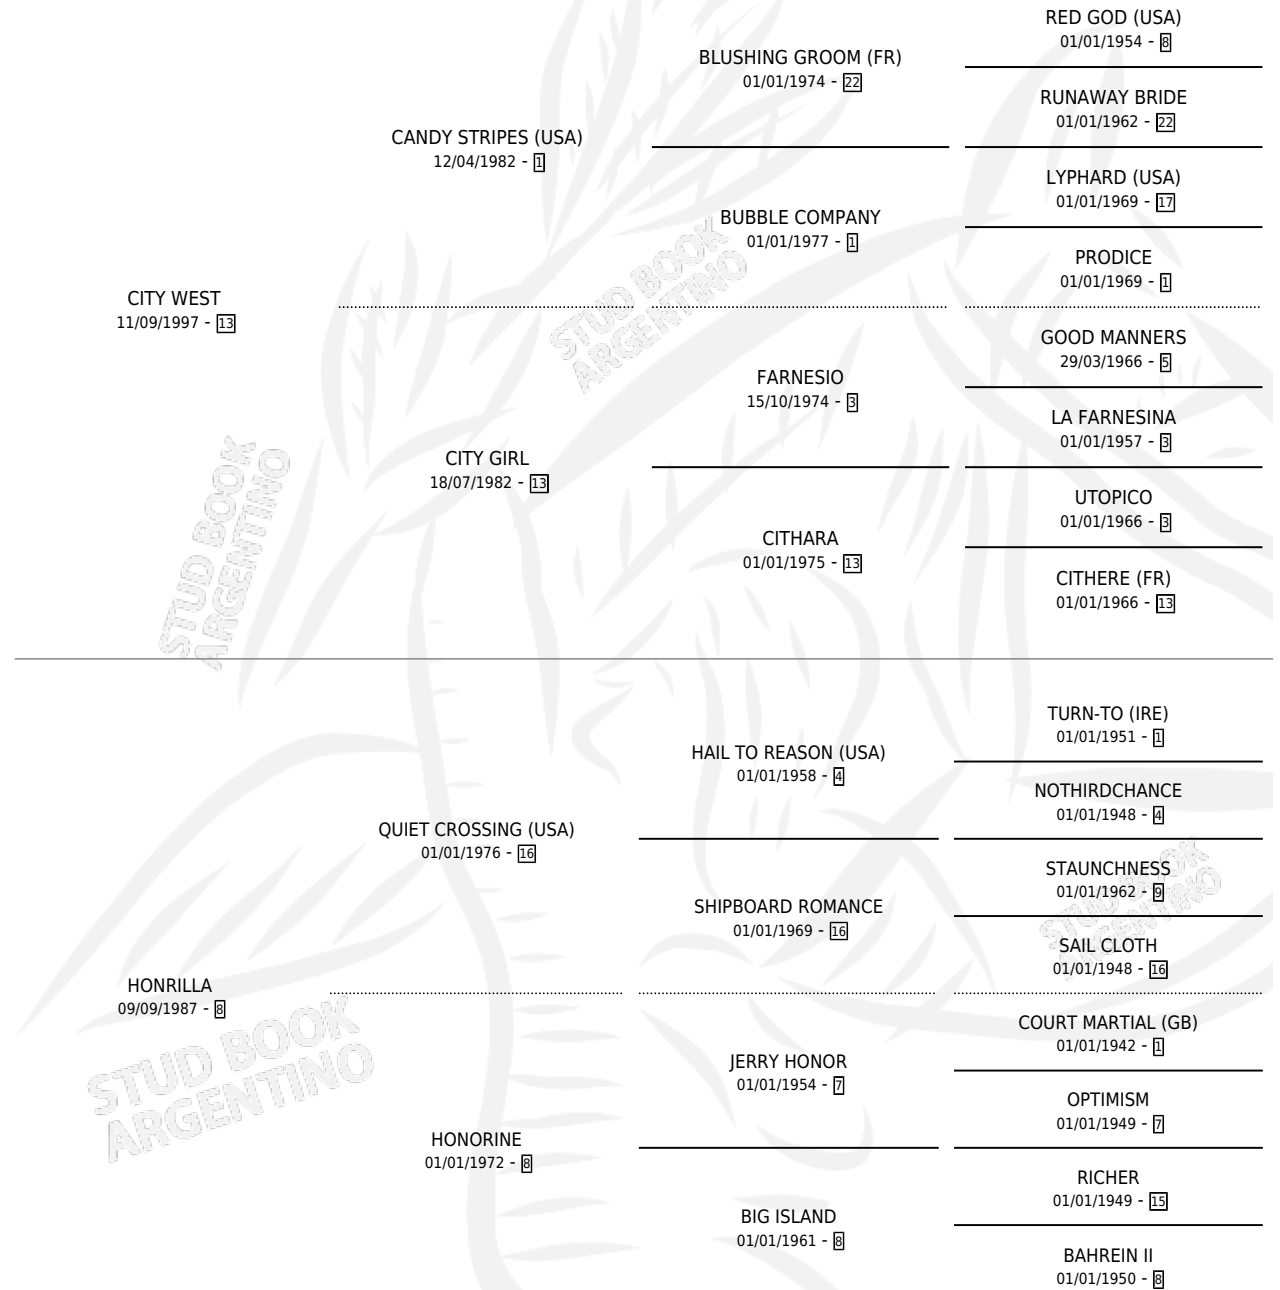 RED GOD (USA)
01/01/1954 - 8
BLUSHING GROOM (FR)
01/01/1974 - 22
RUNAWAY BRIDE
01/01/1962 - 22
CANDY STRIPES (USA)
12/04/1982 - 1
LYPHARD (USA)
01/01/1969 - 17
BUBBLE COMPANY
01/01/1977 - 1
PRODICE
01/01/1969 - 1
CITY WEST
11/09/1997 - 13
STUD BOOK
ARGENTINO
GOOD MANNERS
29/03/1966 - 5
FARNESIO
15/10/1974 - 3
LA FARNESINA
01/01/1957 - 3
CITY GIRL
18/07/1982 - 13
UTOPICO
01/01/1966 - 3
CITHARA
01/01/1975 - 13
CITHERE (FR)
01/01/1966 - 13
STUD BOOK
ARGENTINO
TURN-TO (IRE)
01/01/1951 - 1
HAIL TO REASON (USA)
01/01/1958 - 4
NOTHIRDCHANCE
01/01/1948 - 4
QUIET CROSSING (USA)
01/01/1976 - 16
STAUNCHNESS
01/01/1962 - 9
SHIPBOARD ROMANCE
01/01/1969 - 16
STUD BOOK
ARGENTINO
SAIL CLOTH
01/01/1948 - 16
HONRILLA
09/09/1987 - 8
STUD BOOK
ARGENTINO
COURT MARTIAL (GB)
01/01/1942 - 1
JERRY HONOR
01/01/1954 - 7
OPTIMISM
01/01/1949 - 7
HONORINE
01/01/1972 - 8
RICHER
01/01/1949 - 15
BIG ISLAND
01/01/1961 - 8
BAHREIN II
01/01/1950 - 8